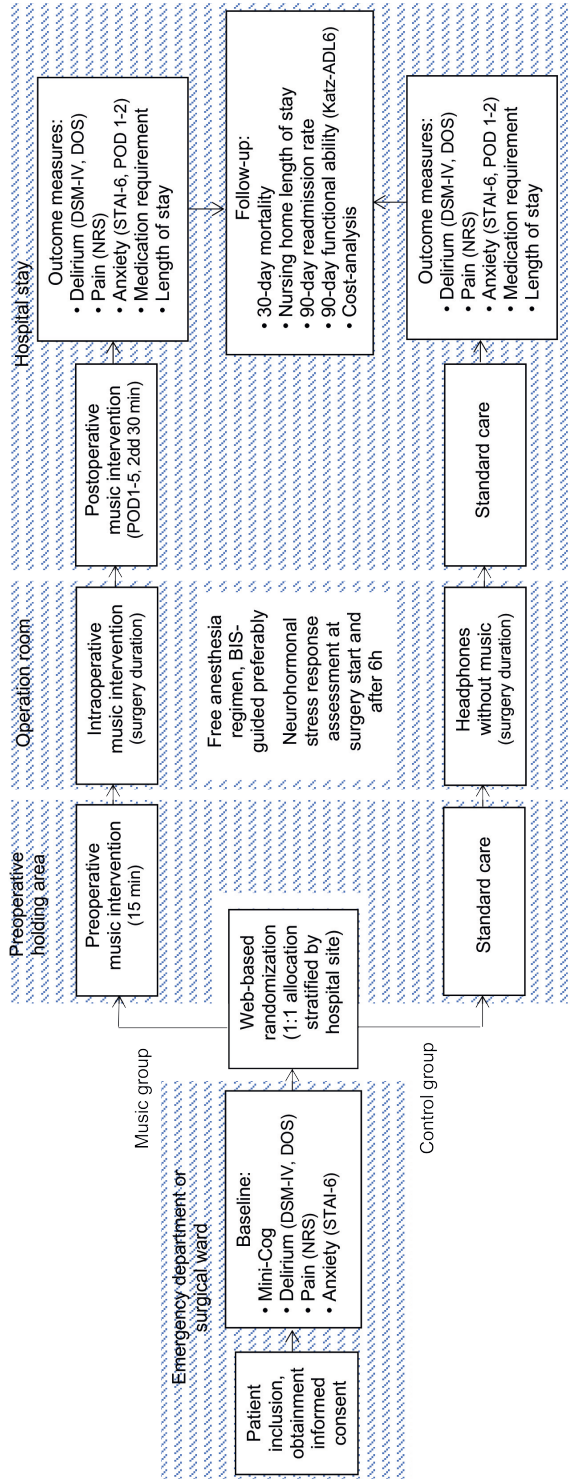 Emergency department or
surgical ward
Patient
inclusion,
obtainment
informed
consent
Baseline:
• Mini-Cog
• Delirium (DSM-IV, DOS)
• Pain (NRS)
• Anxiety (STAI-6)
Web-based
randomization
(1:1 allocation
stratified by
hospital site)
Music group
Control group
Preoperative
holding area
Preoperative
music intervention
(15 min)
Standard care
Operation room
Intraoperative
music intervention
(surgery duration)
Free anesthesia
regimen, BIS-
guided preferably
Neurohormonal
stress response
assessment at
surgery start and
after 6h
Headphones
without music
(surgery duration)
Hospital stay
Postoperative
music intervention
(POD1-5, 2dd 30 min)
Standard care
Outcome measures:
• Delirium (DSM-IV, DOS)
• Pain (NRS)
• Anxiety (STAI-6, POD 1-2)
• Medication requirement
• Length of stay
Follow-up:
• 30-day mortality
• Nursing home length of stay
• 90-day readmission rate
• 90-day functional ability (Katz-ADL6)
• Cost-analysis
Outcome measures:
• Delirium (DSM-IV, DOS)
• Pain (NRS)
• Anxiety (STAI-6, POD 1-2)
• Medication requirement
• Length of stay